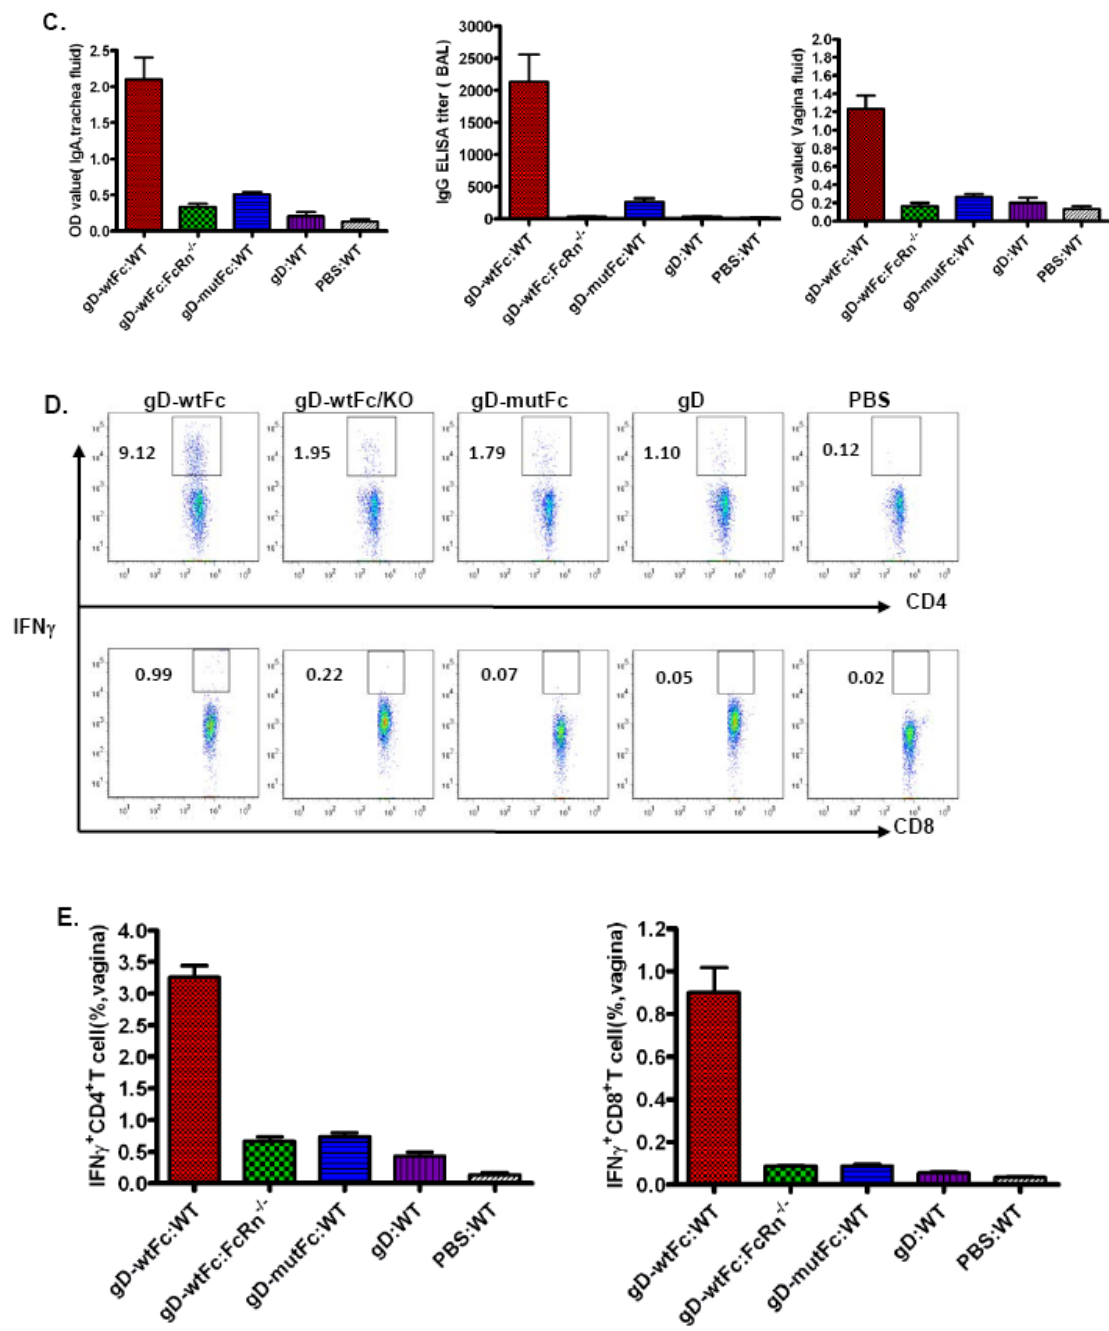 C.
OD value( IgA,trachea fluid)
2.5
2.0
1.5
1.0
0.5
0.0
gD-wtFc:WT
gD-wtFc:FcRn-/-
gD-mutFc:WT
gD:WT
PBS:WT
IgG ELISA titer ( BAL)
3000
2500
2000
1500
1000
500
0
gD-wtFc:WT
gD-wtFc:FcRn-/-
gD-mutFc:WT
gD:WT
PBS:WT
OD value( Vagina fluid)
2.0
1.8
1.6
1.4
1.2
1.0
0.8
0.6
0.4
0.2
0.0
gD-wtFc:WT
gD-wtFc:FcRn-/-
gD-mutFc:WT
gD:WT
PBS:WT
D.
gD-wtFc
gD-wtFc/KO
gD-mutFc
gD
PBS
9.12
1.95
1.79
1.10
0.12
CD4
IFNγ
0.99
0.22
0.07
0.05
0.02
CD8
E.
IFNγ+CD4+T cell(%,vagina)
4.0
3.5
3.0
2.5
2.0
1.5
1.0
0.5
0.0
gD-wtFc:WT
gD-wtFc:FcRn-/-
gD-mutFc:WT
gD:WT
PBS:WT
IFNγ+CD8+T cell(%,vagina)
1.2
1.0
0.8
0.6
0.4
0.2
0.0
gD-wtFc:WT
gD-wtFc:FcRn-/-
gD-mutFc:WT
gD:WT
PBS:WT